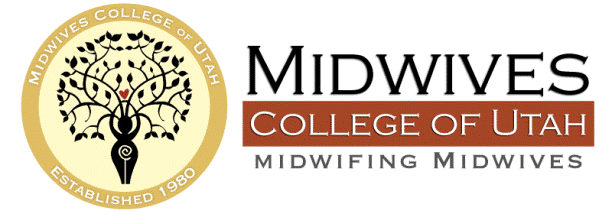 MIDWIVES COLLEGE OF UTAH
ESTABLISHED 1980
MIDWIVES
COLLEGE OF UTAH
MIDWIFING MIDWIVES